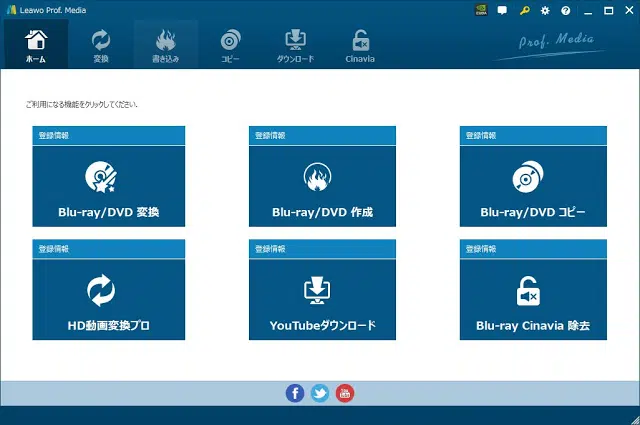 Leawo Prof. Media
ホーム
変換
書き込み
コピー
ダウンロード
Cinavia
Prof. Media
ご利用になる機能をクリックしてください.
登録情報
Blu-ray/DVD 変換
登録情報
Blu-ray/DVD 作成
登録情報
Blu-ray/DVD コピー
登録情報
HD動画変換プロ
登録情報
YouTubeダウンロード
登録情報
Blu-ray Cinavia 除去